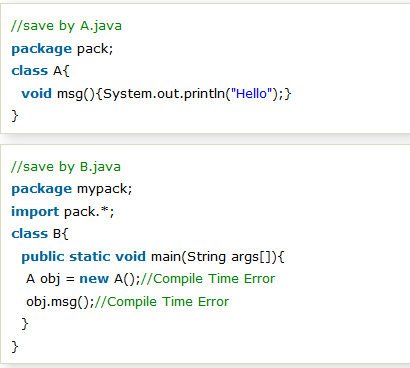 //save by A.java
package pack;
class A{
  void msg(){System.out.println("Hello");}
}
//save by B.java
package mypack;
import pack.*;
class B{
  public static void main(String args[]){
   A obj = new A();//Compile Time Error
   obj.msg();//Compile Time Error
  }
}